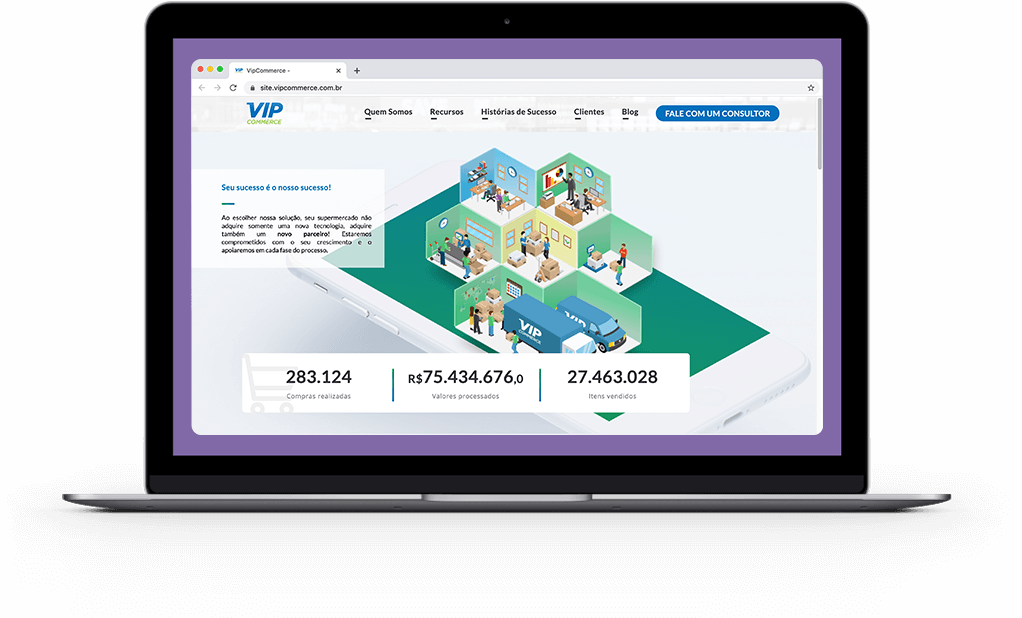 VIP VipCommerce -
site.vipcommerce.com.br
VIP
COMMERCE
Quem Somos Recursos Histórias de Sucesso Clientes Blog FALE COM UM CONSULTOR
Seu sucesso é o nosso sucesso!
Ao escolher nossa solução, seu supermercado não
adquire somente uma nova tecnologia, adquire
também um novo parceiro! Estaremos
comprometidos com o seu crescimento e o
apoiaremos em cada fase do processo.
VIP
COMMERCE
VIP
283.124 R$75.434.676,0 27.463.028
Compras realizadas Valores processados Itens vendidos